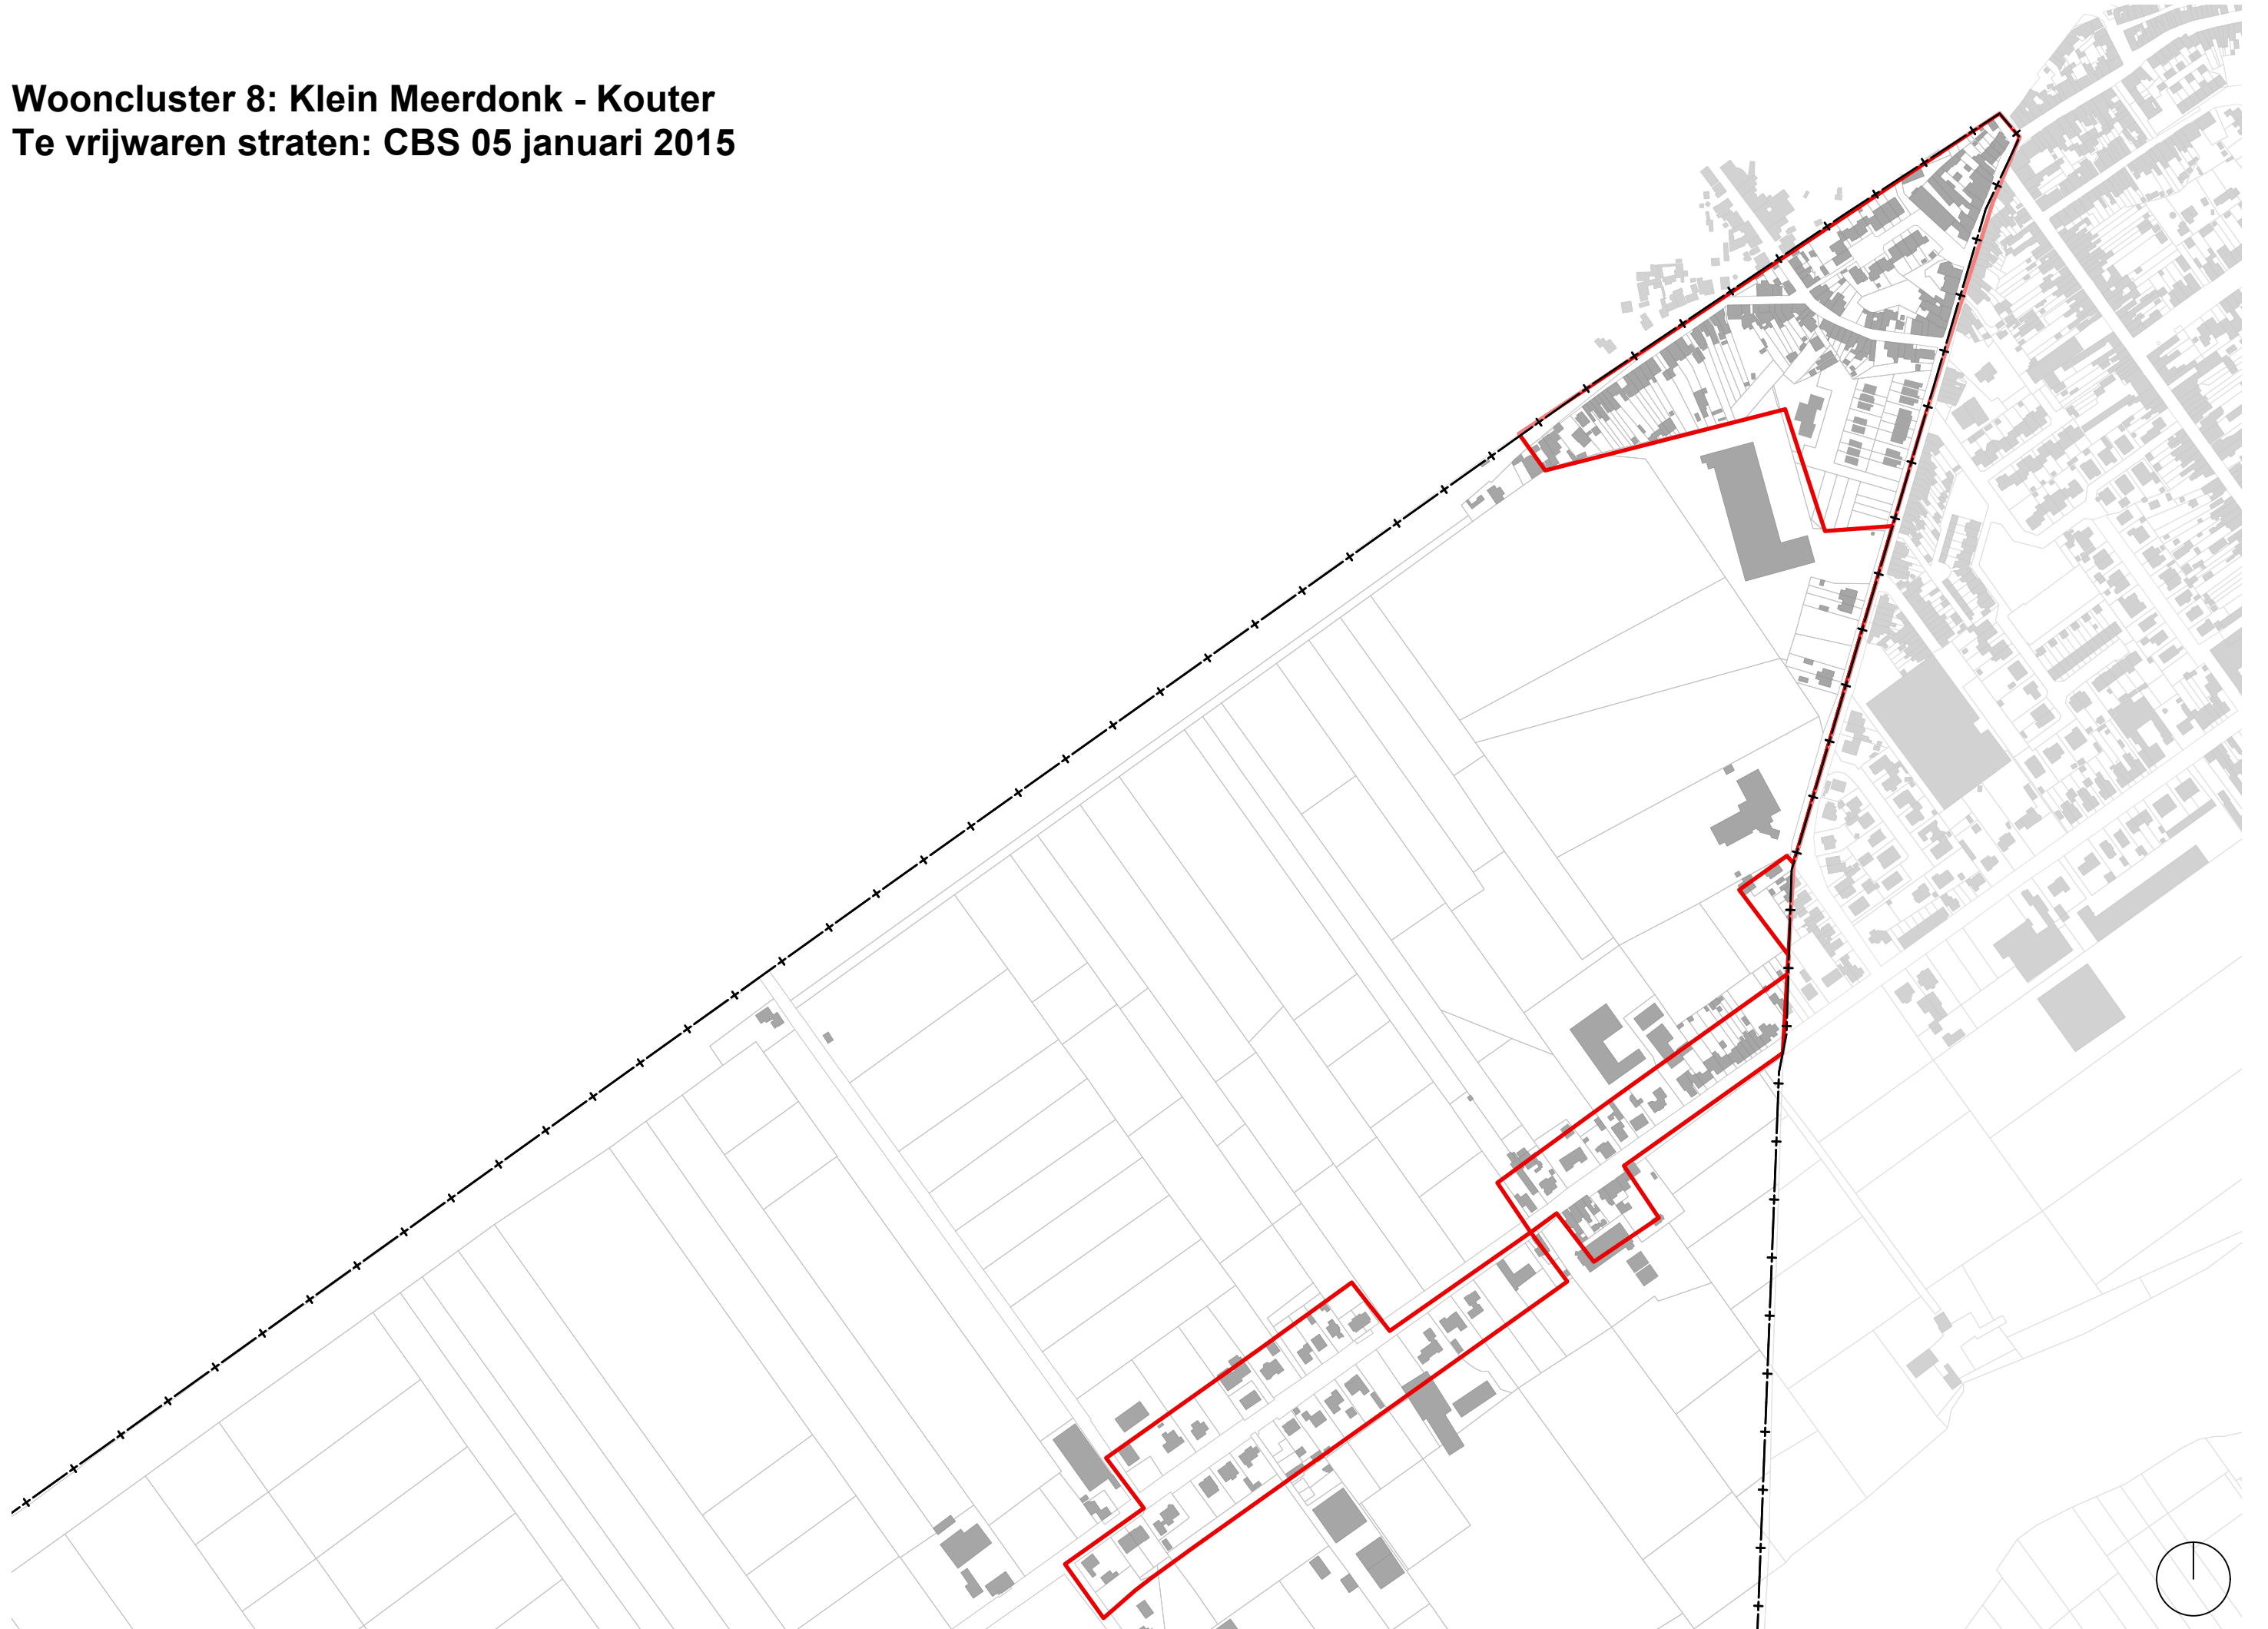 Wooncluster 8: Klein Meerdonk - Kouter
Te vrijwaren straten: CBS 05 januari 2015